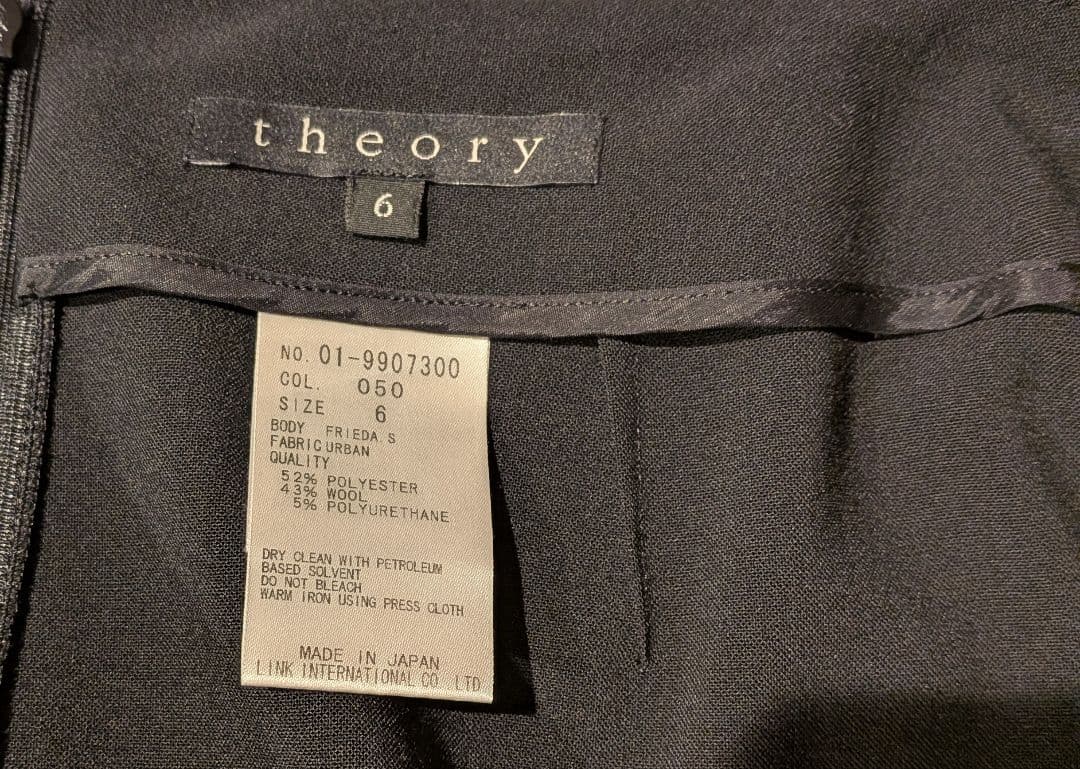 theory
6
NO. 01-9907300
COL. 050
SIZE 6
BODY FRIEDA.S
FABRIC URBAN
QUALITY
52% POLYESTER
43% WOOL
5% POLYURETHANE
DRY CLEAN WITH PETROLEUM
BASED SOLVENT
DO NOT BLEACH
WARM IRON USING PRESS CLOTH
MADE IN JAPAN
LINK INTERNATIONAL CO LTD